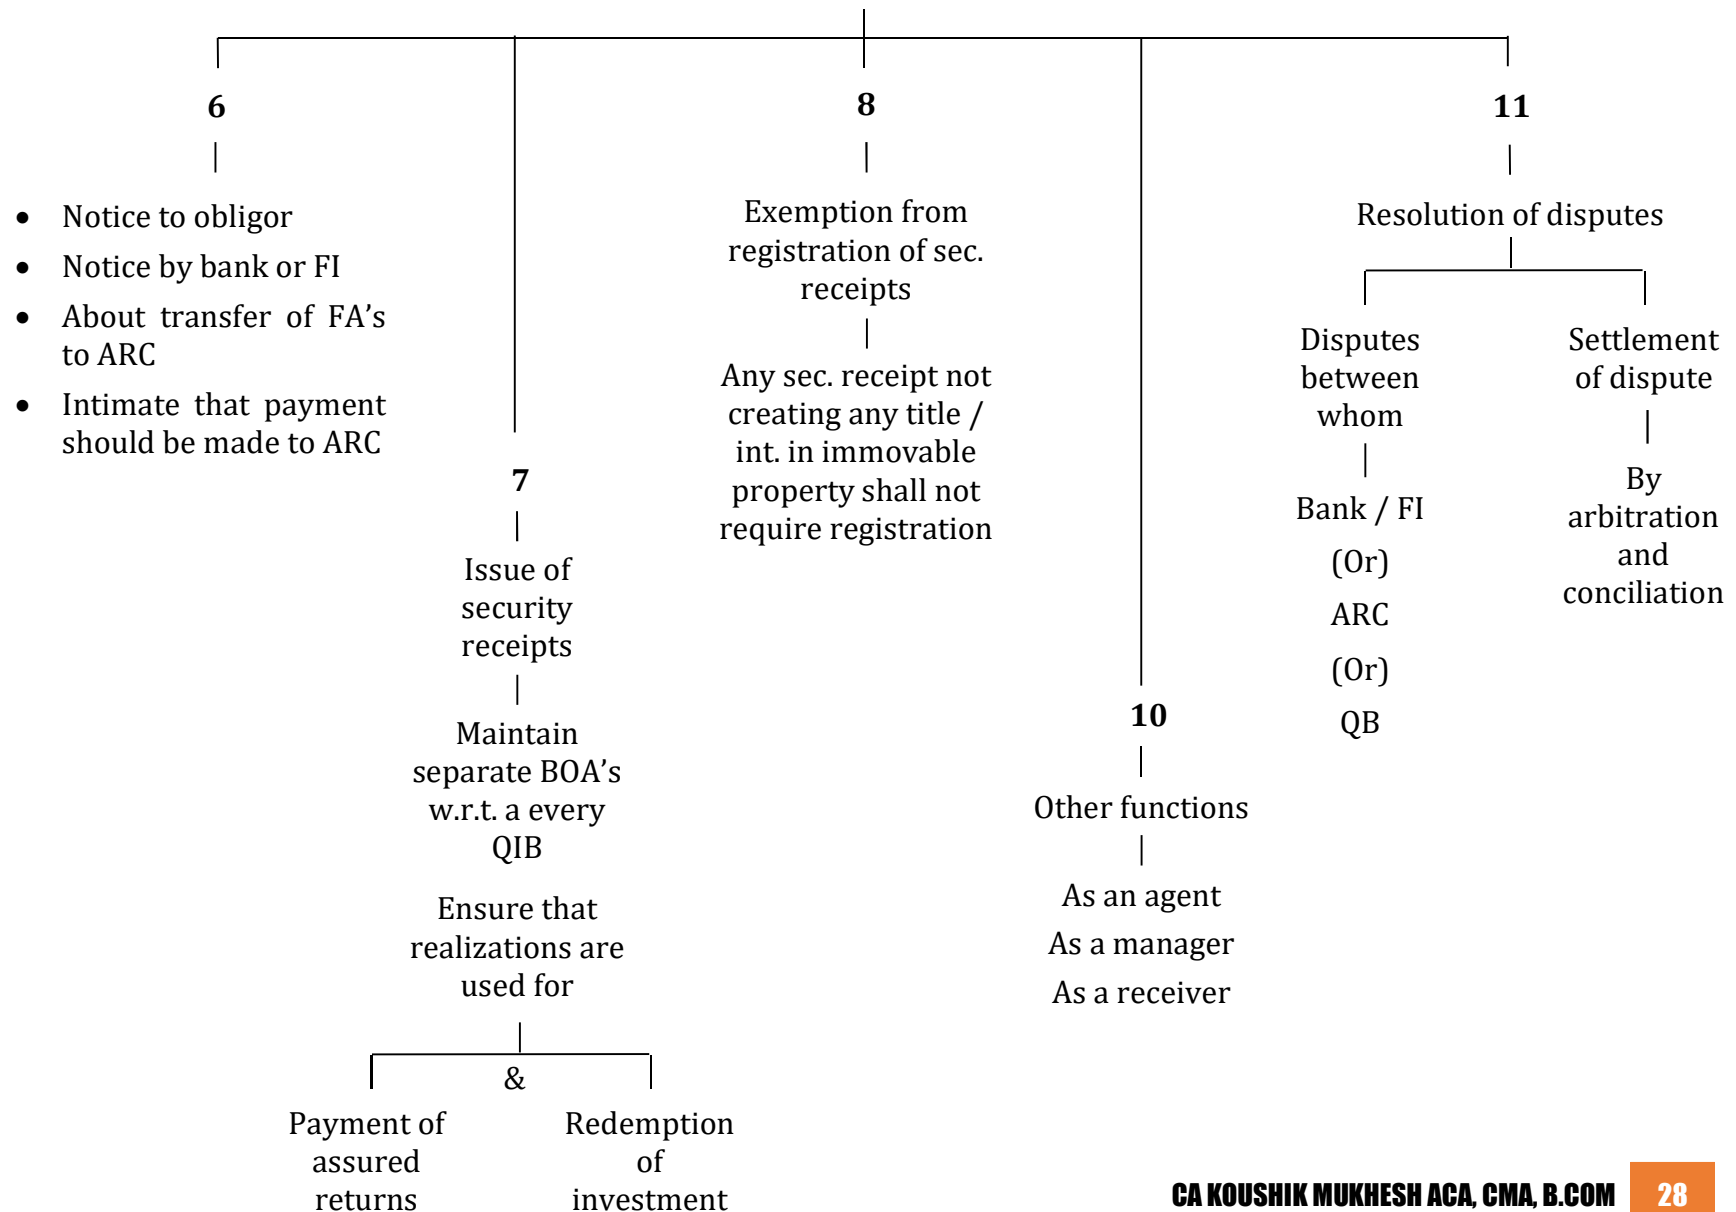 6
• Notice to obligor
• Notice by bank or FI
• About transfer of FA’s
to ARC
• Intimate that payment
should be made to ARC
7
Issue of
security
receipts
Maintain
separate BOA’s
w.r.t. a every
QIB
Ensure that
realizations are
used for
&
Payment of
assured
returns
Redemption
of
investment
8
Exemption from
registration of sec.
receipts
Any sec. receipt not
creating any title /
int. in immovable
property shall not
require registration
10
Other functions
As an agent
As a manager
As a receiver
11
Resolution of disputes
Disputes
between
whom
Bank / FI
(Or)
ARC
(Or)
QB
Settlement
of dispute
By
arbitration
and
conciliation
CA KOUSHIK MUKHESH ACA, CMA, B.COM 28